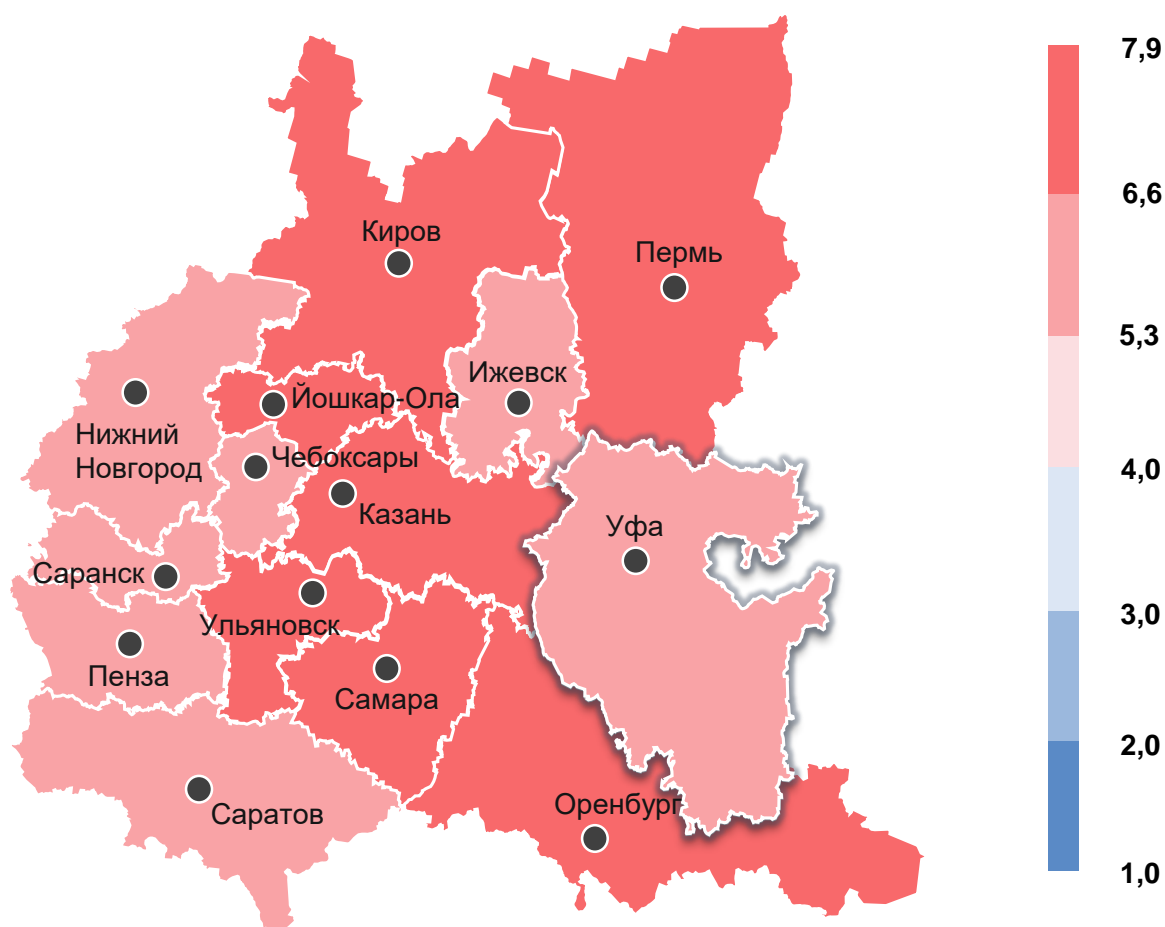 Киров
Пермь
Ижевск
Йошкар-Ола
Нижний
Новгород
Чебоксары
Казань
Уфа
Саранск
Ульяновск
Пенза
Самара
Саратов
Оренбург
7,9
6,6
5,3
4,0
3,0
2,0
1,0